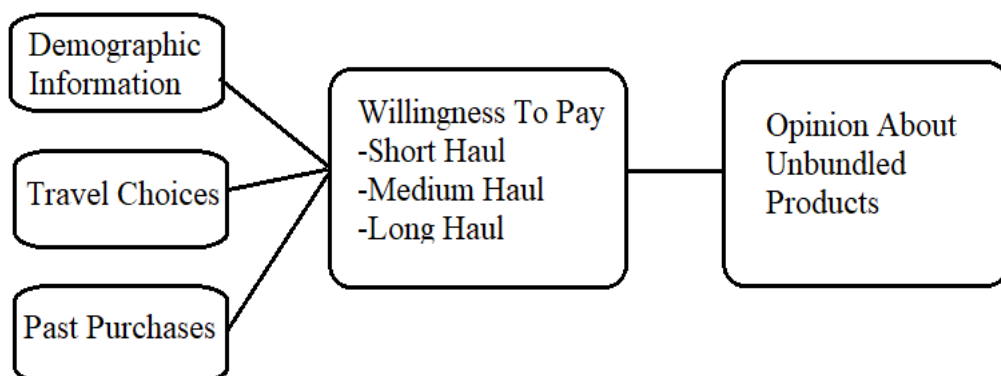 Demographic
Information
Travel Choices
Past Purchases
Willingness To Pay
-Short Haul
-Medium Haul
-Long Haul
Opinion About
Unbundled
Products